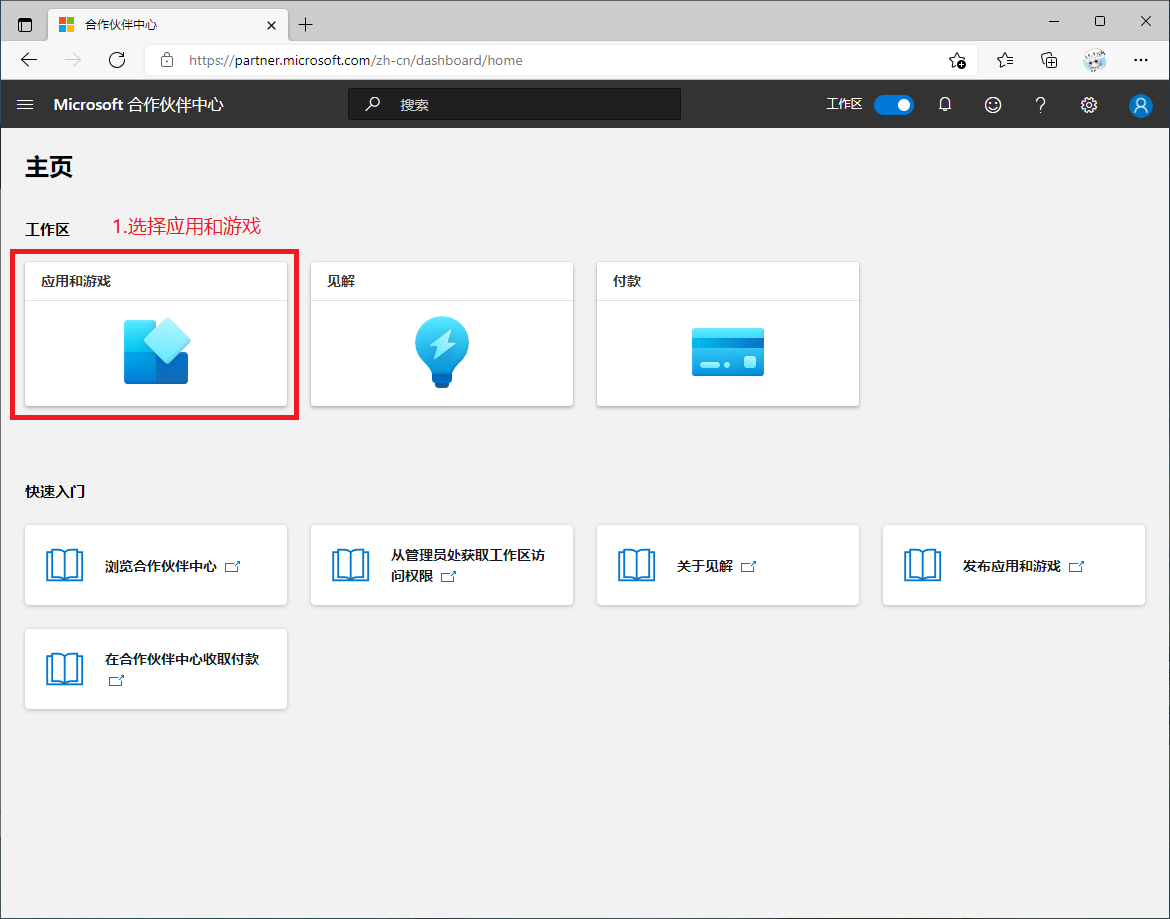 合作伙伴中心
https://partner.microsoft.com/zh-cn/dashboard/home
Microsoft 合作伙伴中心
搜索
工作区
主页
工作区
1.选择应用和游戏
应用和游戏
见解
付款
快速入门
浏览合作伙伴中心
从管理员处获取工作区访
问权限
关于见解
发布应用和游戏
在合作伙伴中心收取付款